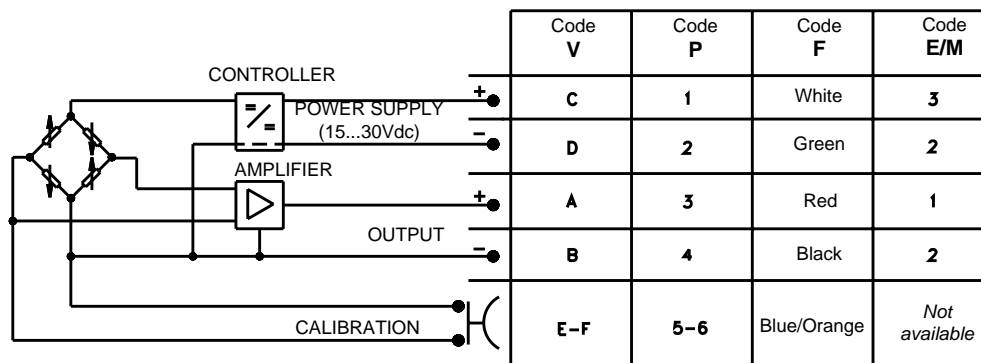 Code Code Code Code
V P F E/M
CONTROLLER
+ C 1 White 3
POWER SUPPLY
(15...30Vdc)
= / =
- D 2 Green 2
AMPLIFIER
+ A 3 Red 1
OUTPUT
- B 4 Black 2
CALIBRATION E-F 5-6 Blue/Orange Not
available